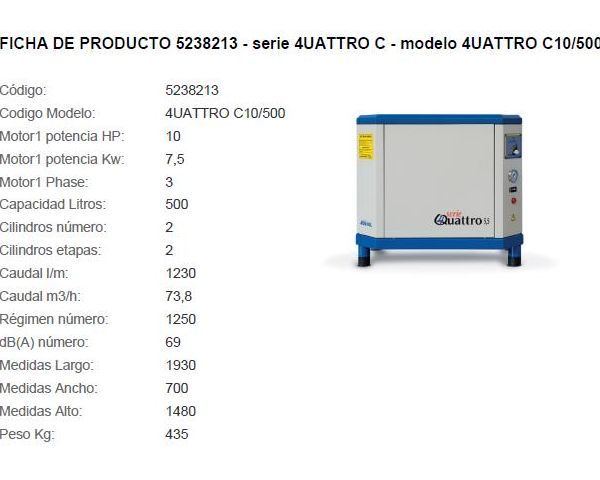 FICHA DE PRODUCTO 5238213 - serie 4UATTRO C - modelo 4UATTRO C10/500
Código: 5238213
Codigo Modelo: 4UATTRO C10/500
Motor1 potencia HP: 10
Motor1 potencia Kw: 7,5
Motor1 Phase: 3
Capacidad Litros: 500
Cilindros número: 2
Cilindros etapas: 2
Caudal l/m: 1230
Caudal m3/h: 73,8
Régimen número: 1250
dB(A) número: 69
Medidas Largo: 1930
Medidas Ancho: 700
Medidas Alto: 1480
Peso Kg: 435
serie
4Quattro 5.5